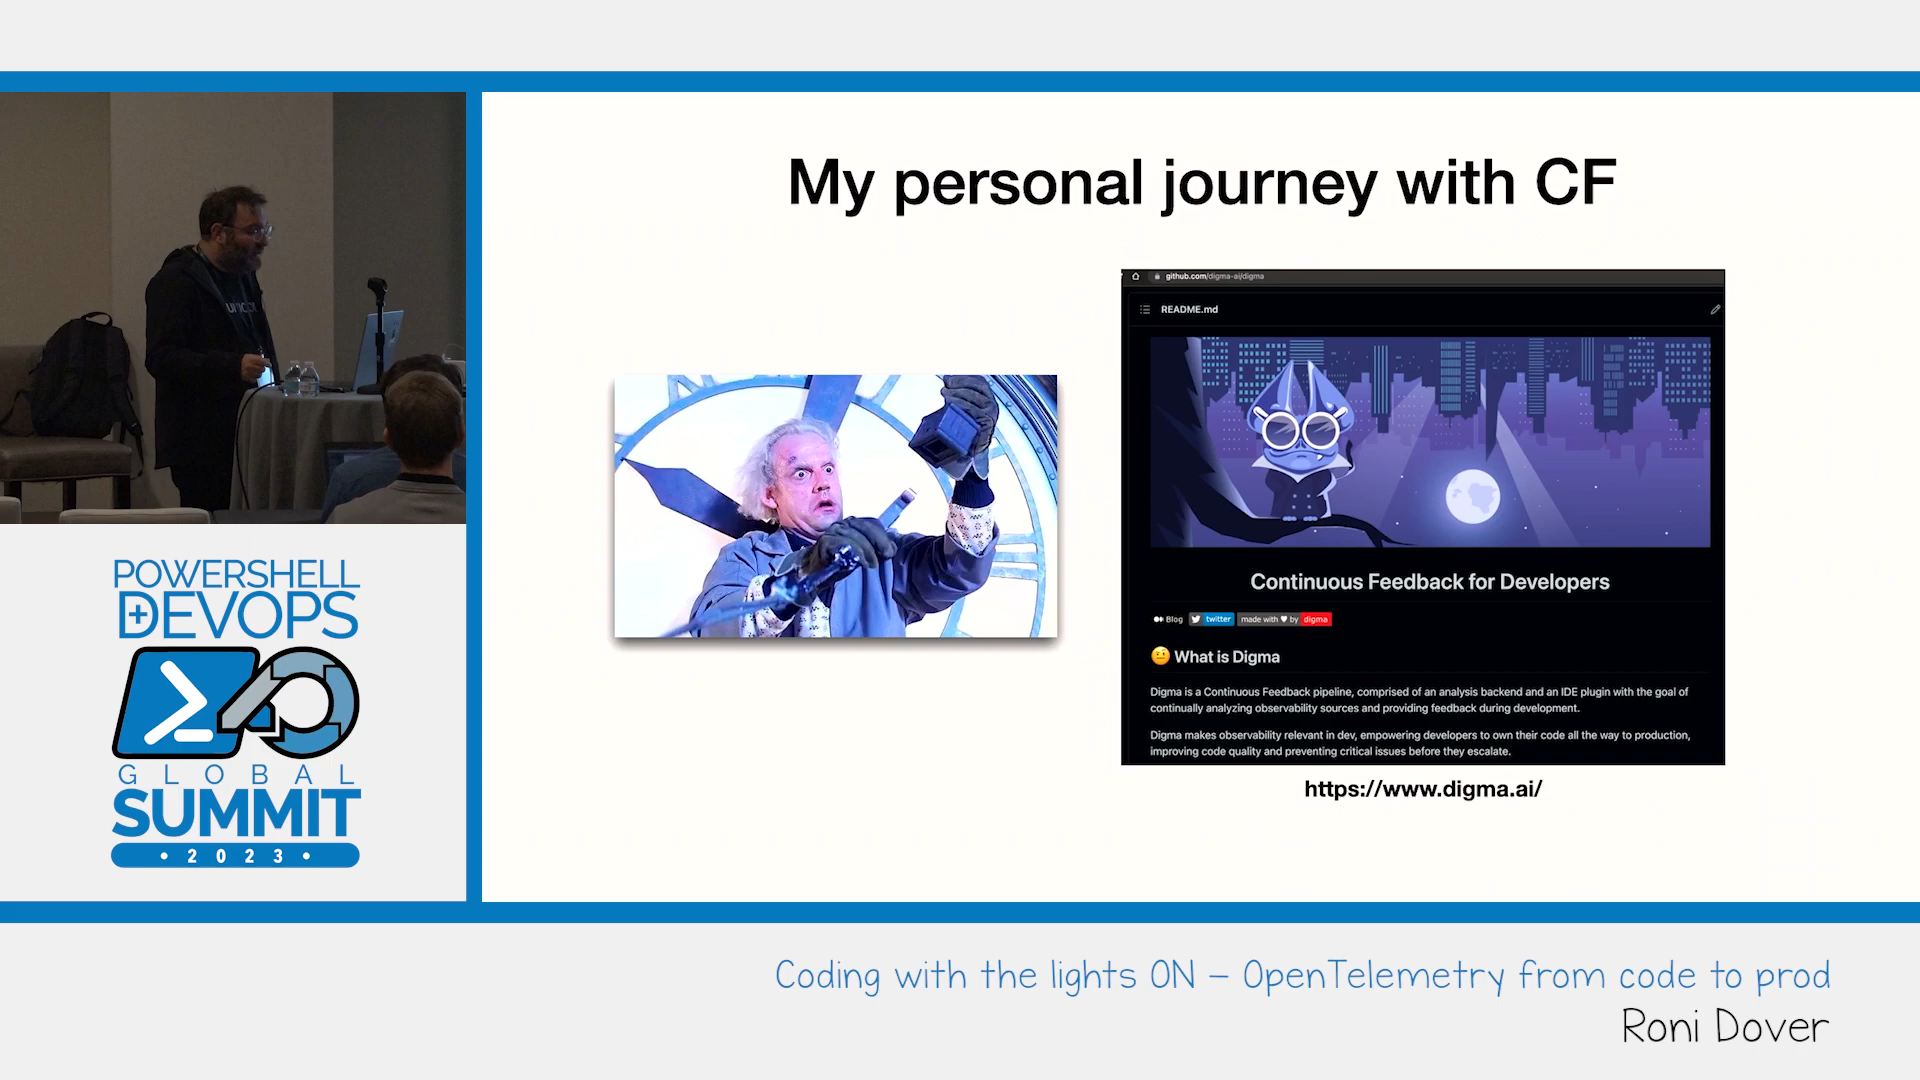 My personal journey with CF
github.com/digma-ai/digma
README.md
Continuous Feedback for Developers
Blog twitter made with ♥ by digma
What is Digma
Digma is a Continuous Feedback pipeline, comprised of an analysis backend and an IDE plugin with the goal of
continually analyzing observability sources and providing feedback during development.
Digma makes observability relevant in dev, empowering developers to own their code all the way to production,
improving code quality and preventing critical issues before they escalate.
https://www.digma.ai/
POWERSHELL
+DEVOPS
GLOBAL
SUMMIT
• 2023 •
Coding with the lights ON – OpenTelemetry from code to prod
Roni Dover